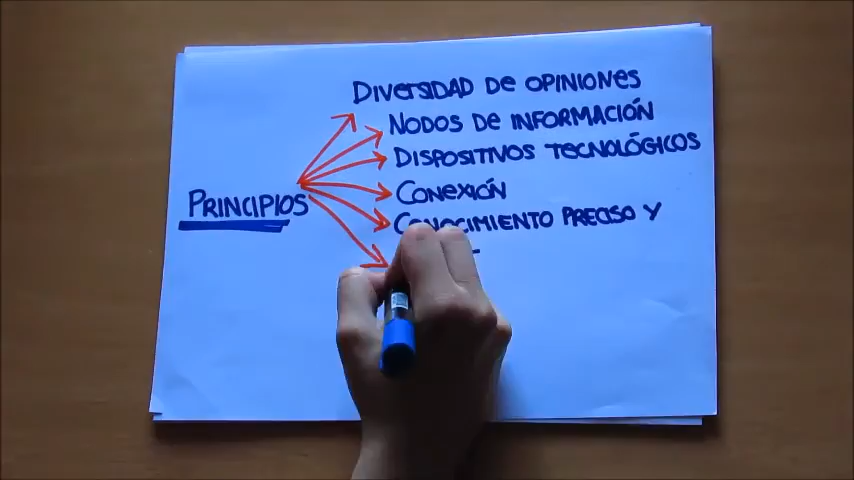 Diversidad de opiniones
Nodos de información
Dispositivos tecnológicos
Principios
Conexión
Conocimiento preciso y